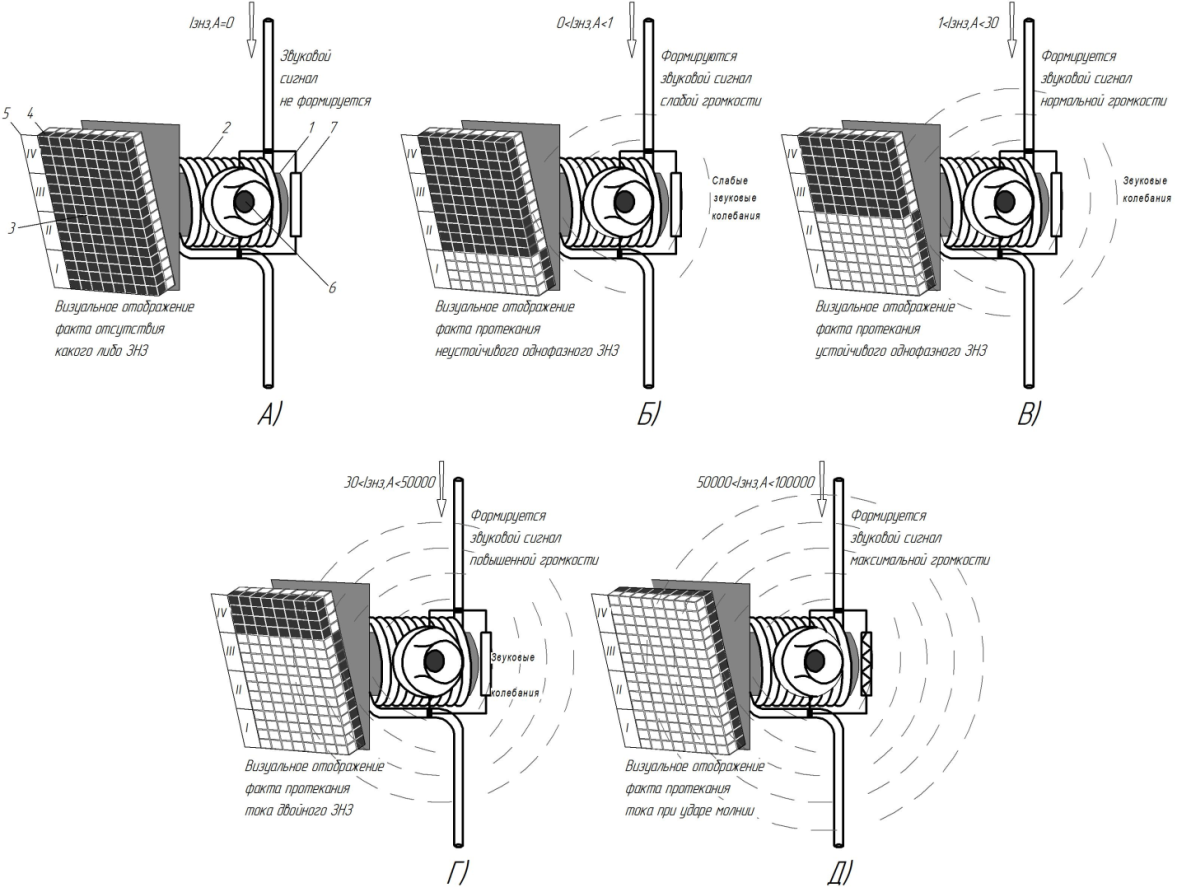 Iзнз,А=0
Звуковой
сигнал
не формируется
5
4
2
1
7
IV
III
3
II
I
6
Визуальное отображение
факта отсутствия
какого либо ЗНЗ
А)
0<Iзнз,А<1
Формируются
звуковой сигнал
слабой громкости
IV
III
II
I
Слабые
звуковые
колебания
Визуальное отображение
факта протекания
неустойчивого однофазного ЗНЗ
Б)
1<Iзнз,А<30
Формируется
звуковой сигнал
нормальной громкости
IV
III
II
I
Звуковые
колебания
Визуальное отображение
факта протекания
устойчивого однофазного ЗНЗ
В)
30<Iзнз,А<50000
Формируется
звуковой сигнал
повышенной громкости
IV
III
II
I
Звуковые
колебания
Визуальное отображение
факта протекания
тока двойного ЗНЗ
Г)
50000<Iзнз,А<100000
Формируется
звуковой сигнал
максимальной громкости
IV
III
II
I
Визуальное отображение
факта протекания
тока при ударе молнии
Д)